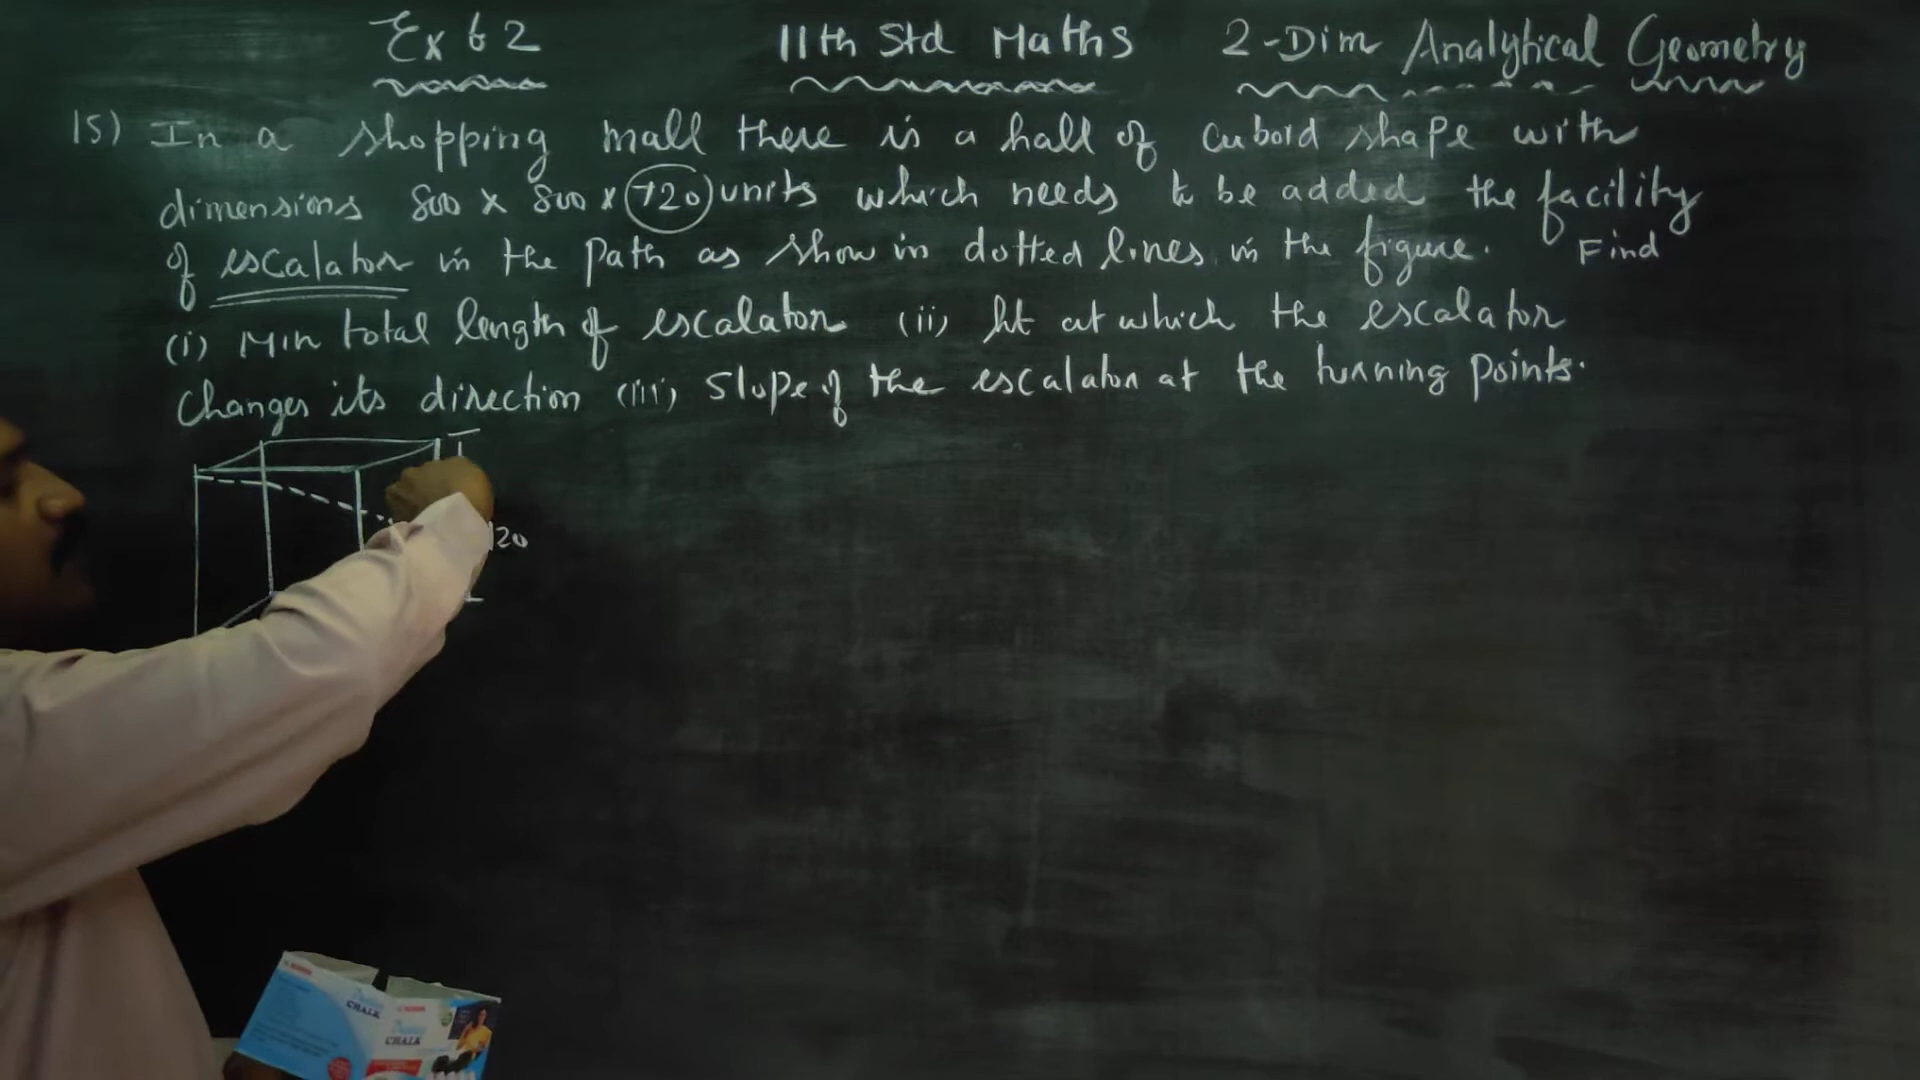 Ex 6 2 11th Std Maths 2-Dim Analytical Geometry
15) In a shopping mall there is a hall of cuboid shape with
dimensions 800 x 800 x 720 units which needs to be added the facility
of escalator in the path as show in dotted lines in the figure. Find
(i) Min total length of escalator (ii) ht at which the escalator
changes its direction (iii) slope of the escalator at the turning points.
20
CHALK
CHALK